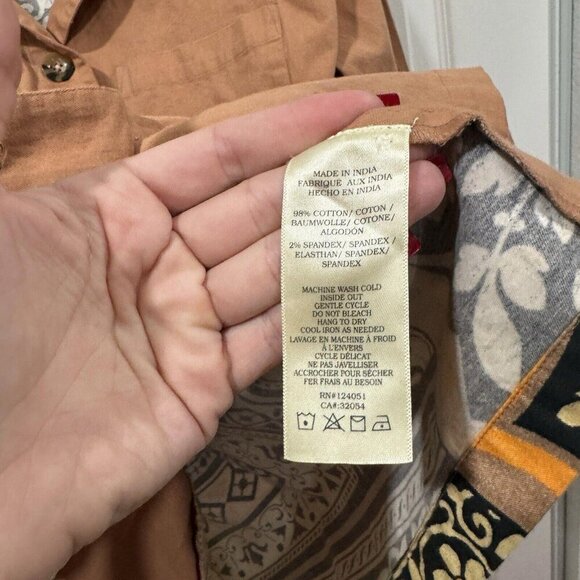 MADE IN INDIA
FABRIQUE AUX INDIA
HECHO EN INDIA
98% COTTON/ COTON /
BAUMWOLLE/ COTONE/
ALGODÓN
2% SPANDEX/ SPANDEX /
ELASTHAN/ SPANDEX/
SPANDEX
MACHINE WASH COLD
INSIDE OUT
GENTLE CYCLE
DO NOT BLEACH
HANG TO DRY
COOL IRON AS NEEDED
LAVAGE EN MACHINE À FROID
À L'ENVERS
CYCLE DÉLICAT
NE PAS JAVELLISER
ACCROCHER POUR SÉCHER
FER FRAIS AU BESOIN
RN#124051
CA#:32054